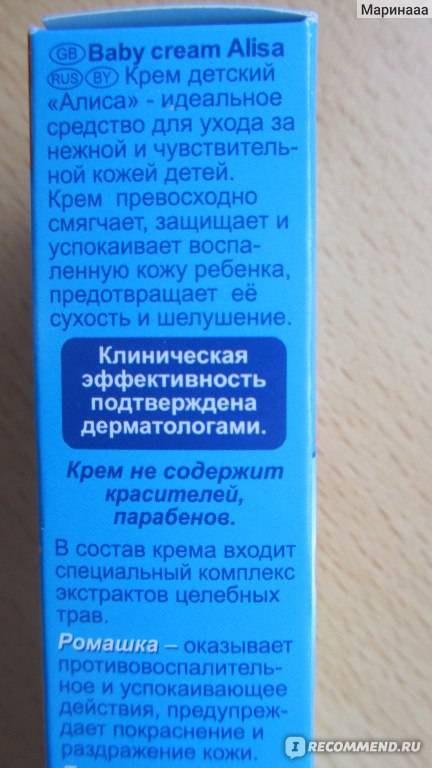 Маринааа
GB Baby cream Alisa
RUS BY Крем детский
«Алиса» - идеальное
средство для ухода за
нежной и чувствитель-
ной кожей детей.
Крем превосходно
смягчает, защищает и
успокаивает воспа-
ленную кожу ребенка,
предотвращает её
сухость и шелушение.
Клиническая
эффективность
подтверждена
дерматологами.
Крем не содержит
красителей,
парабенов.
В состав крема входит
специальный комплекс
экстрактов целебных
трав.
Ромашка – оказывает
противовоспалитель-
ное и успокаивающее
действия, предупреж-
дает покраснение и
раздражение кожи.
IRECOMMEND.RU